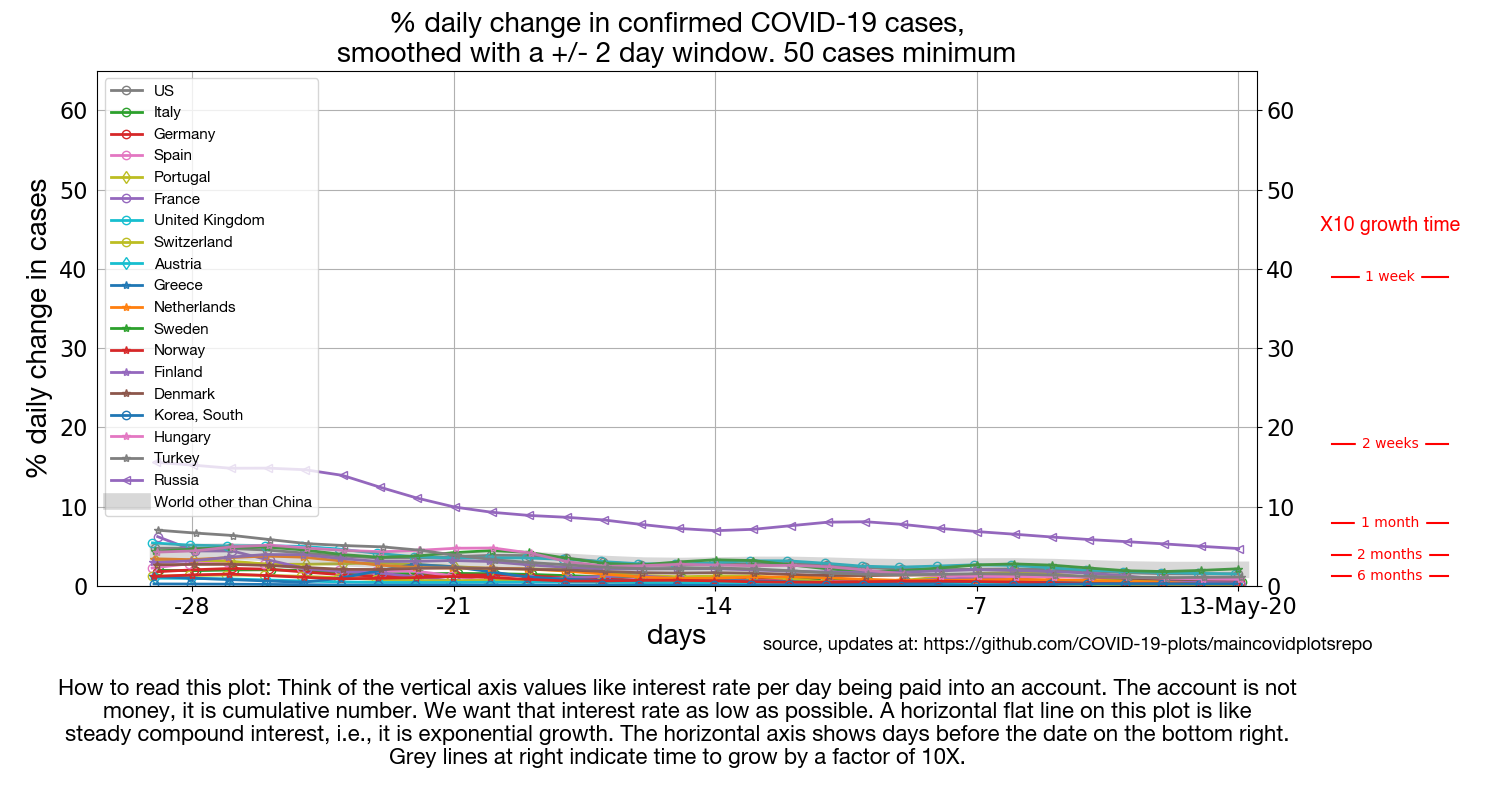 % daily change in confirmed COVID-19 cases,
smoothed with a +/- 2 day window. 50 cases minimum
% daily change in cases
60
50
40
30
20
10
0
US
Italy
Germany
Spain
Portugal
France
United Kingdom
Switzerland
Austria
Greece
Netherlands
Sweden
Norway
Finland
Denmark
Korea, South
Hungary
Turkey
Russia
World other than China
60
50
40
30
20
10
0
X10 growth time
1 week
2 weeks
1 month
2 months
6 months
-28
-21
-14
-7
13-May-20
days
source, updates at: https://github.com/COVID-19-plots/maincovidplotsrepo
How to read this plot: Think of the vertical axis values like interest rate per day being paid into an account. The account is not
money, it is cumulative number. We want that interest rate as low as possible. A horizontal flat line on this plot is like
steady compound interest, i.e., it is exponential growth. The horizontal axis shows days before the date on the bottom right.
Grey lines at right indicate time to grow by a factor of 10X.